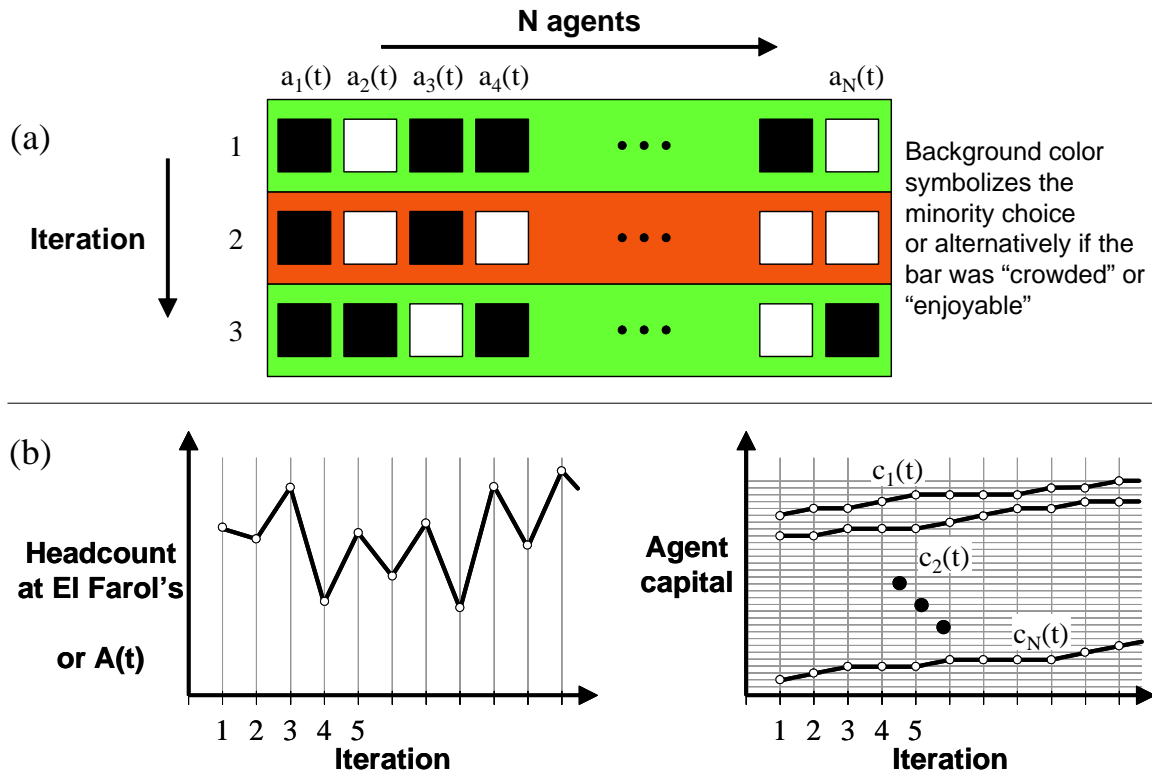 N agents
a1(t) a2(t) a3(t) a4(t) aN(t)
(a)
1
Iteration
2
3
Background color
symbolizes the
minority choice
or alternatively if the
bar was “crowded” or
“enjoyable”
(b)
Headcount
at El Farol’s
or A(t)
1 2 3 4 5
Iteration
Agent
capital
c1(t)
c2(t)
cN(t)
1 2 3 4 5
Iteration